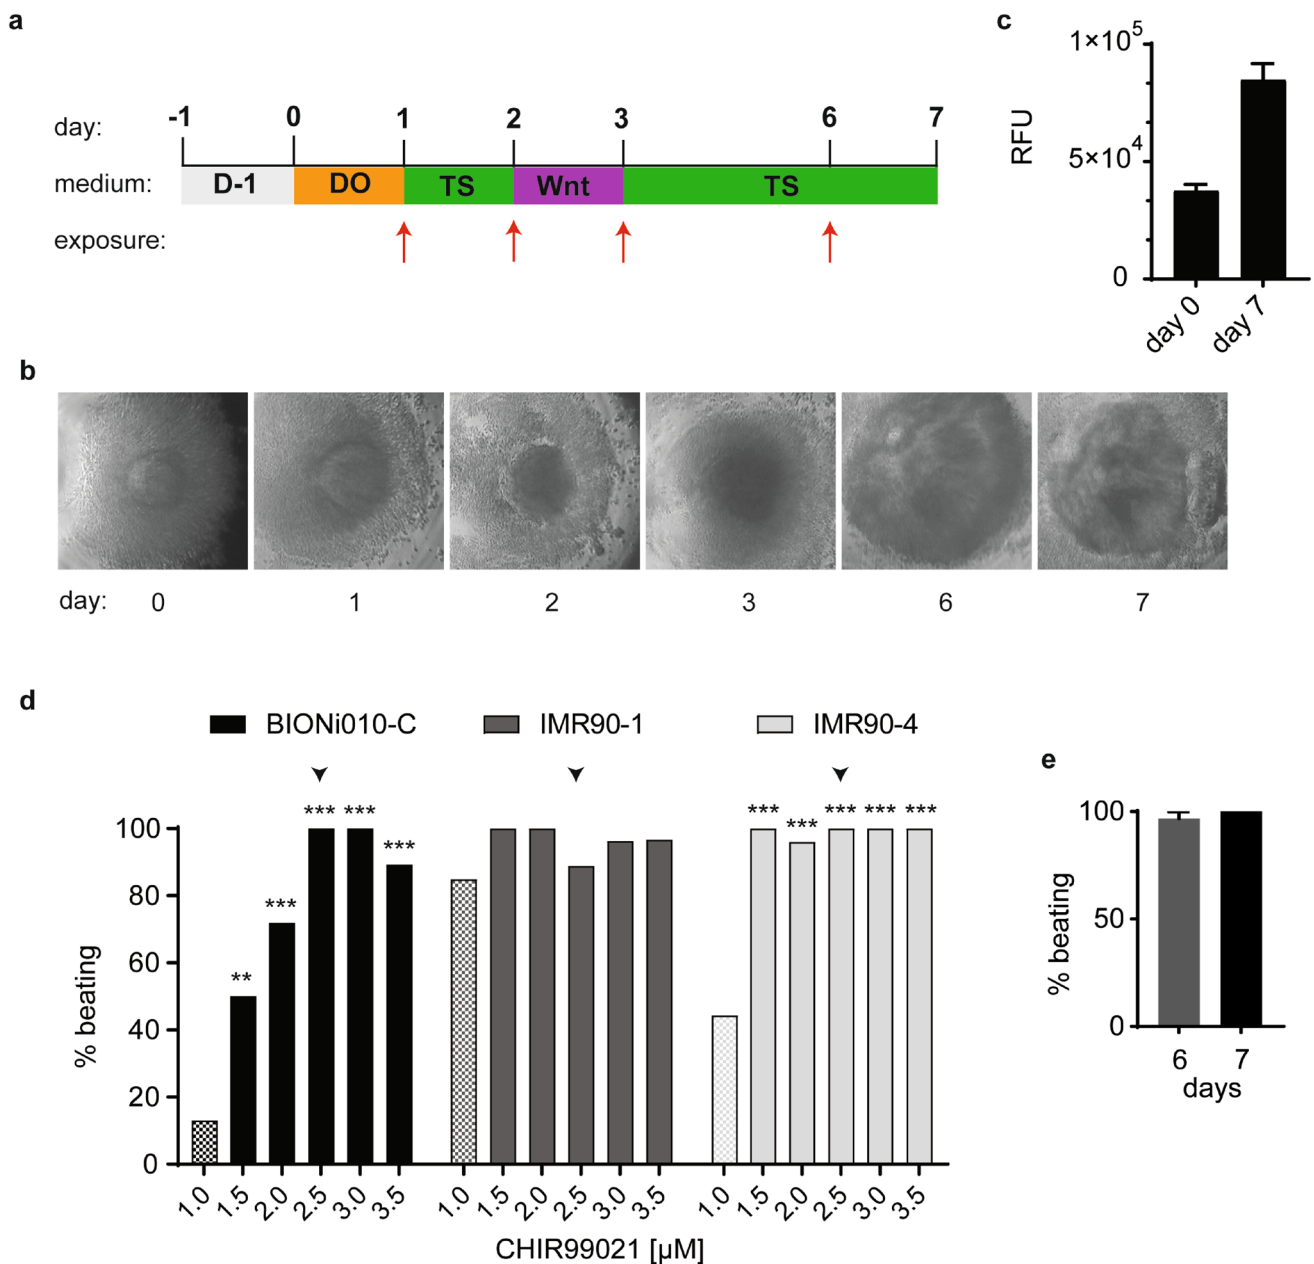 a
day: -1 0 1 2 3 6 7
medium: D-1 DO TS Wnt TS
exposure:
c
1×10⁵
5×10⁴
0
RFU
day 0 day 7
b
day: 0 1 2 3 6 7
d
BIONi010-C IMR90-1 IMR90-4
*** *** *** *** *** *** ***
*** ***
** 
100
80
60
40
20
0
% beating
1.0 1.5 2.0 2.5 3.0 3.5 1.0 1.5 2.0 2.5 3.0 3.5 1.0 1.5 2.0 2.5 3.0 3.5
CHIR99021 [µM]
e
100
50
0
% beating
6 7
days